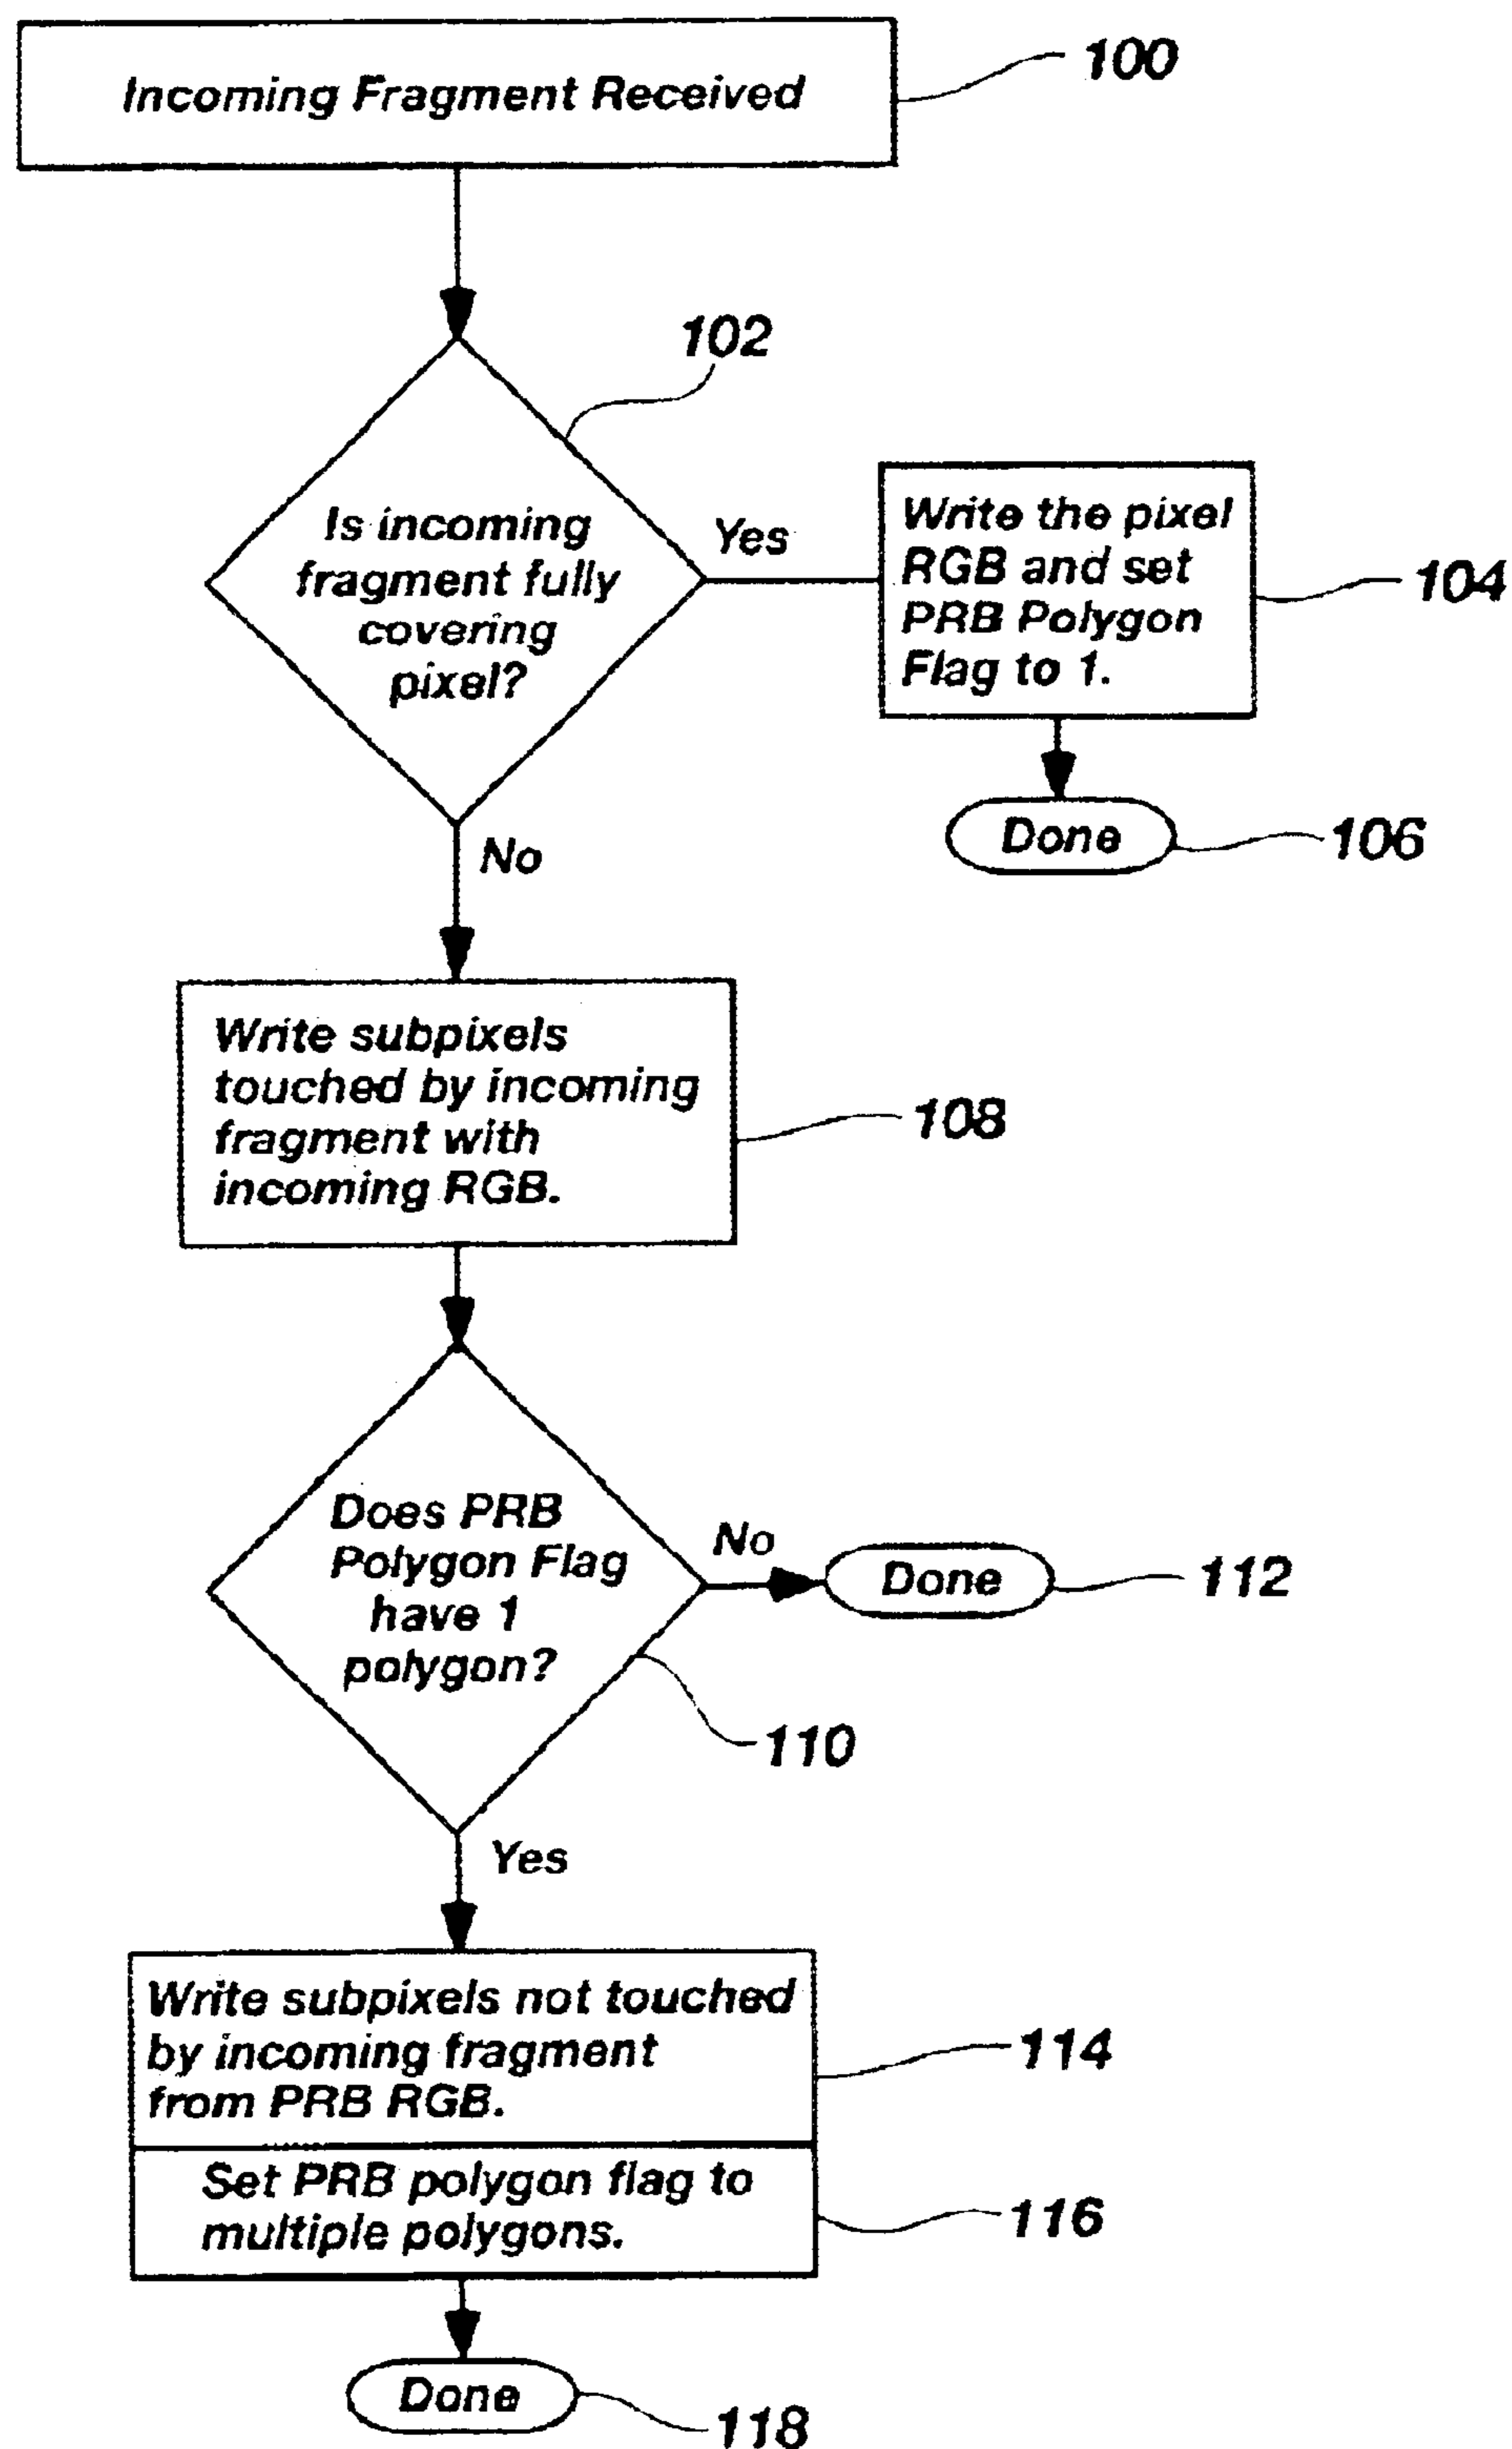 Incoming Fragment Received
100
102
Is incoming
fragment fully
covering
pixel?
Yes
Write the pixel
RGB and set
PRB Polygon
Flag to 1.
104
Done
106
No
Write subpixels
touched by incoming
fragment with
incoming RGB.
108
Does PRB
Polygon Flag
have 1
polygon?
No
Done
112
110
Yes
Write subpixels not touched
by incoming fragment
from PRB RGB.
114
Set PRB polygon flag to
multiple polygons.
116
Done
118